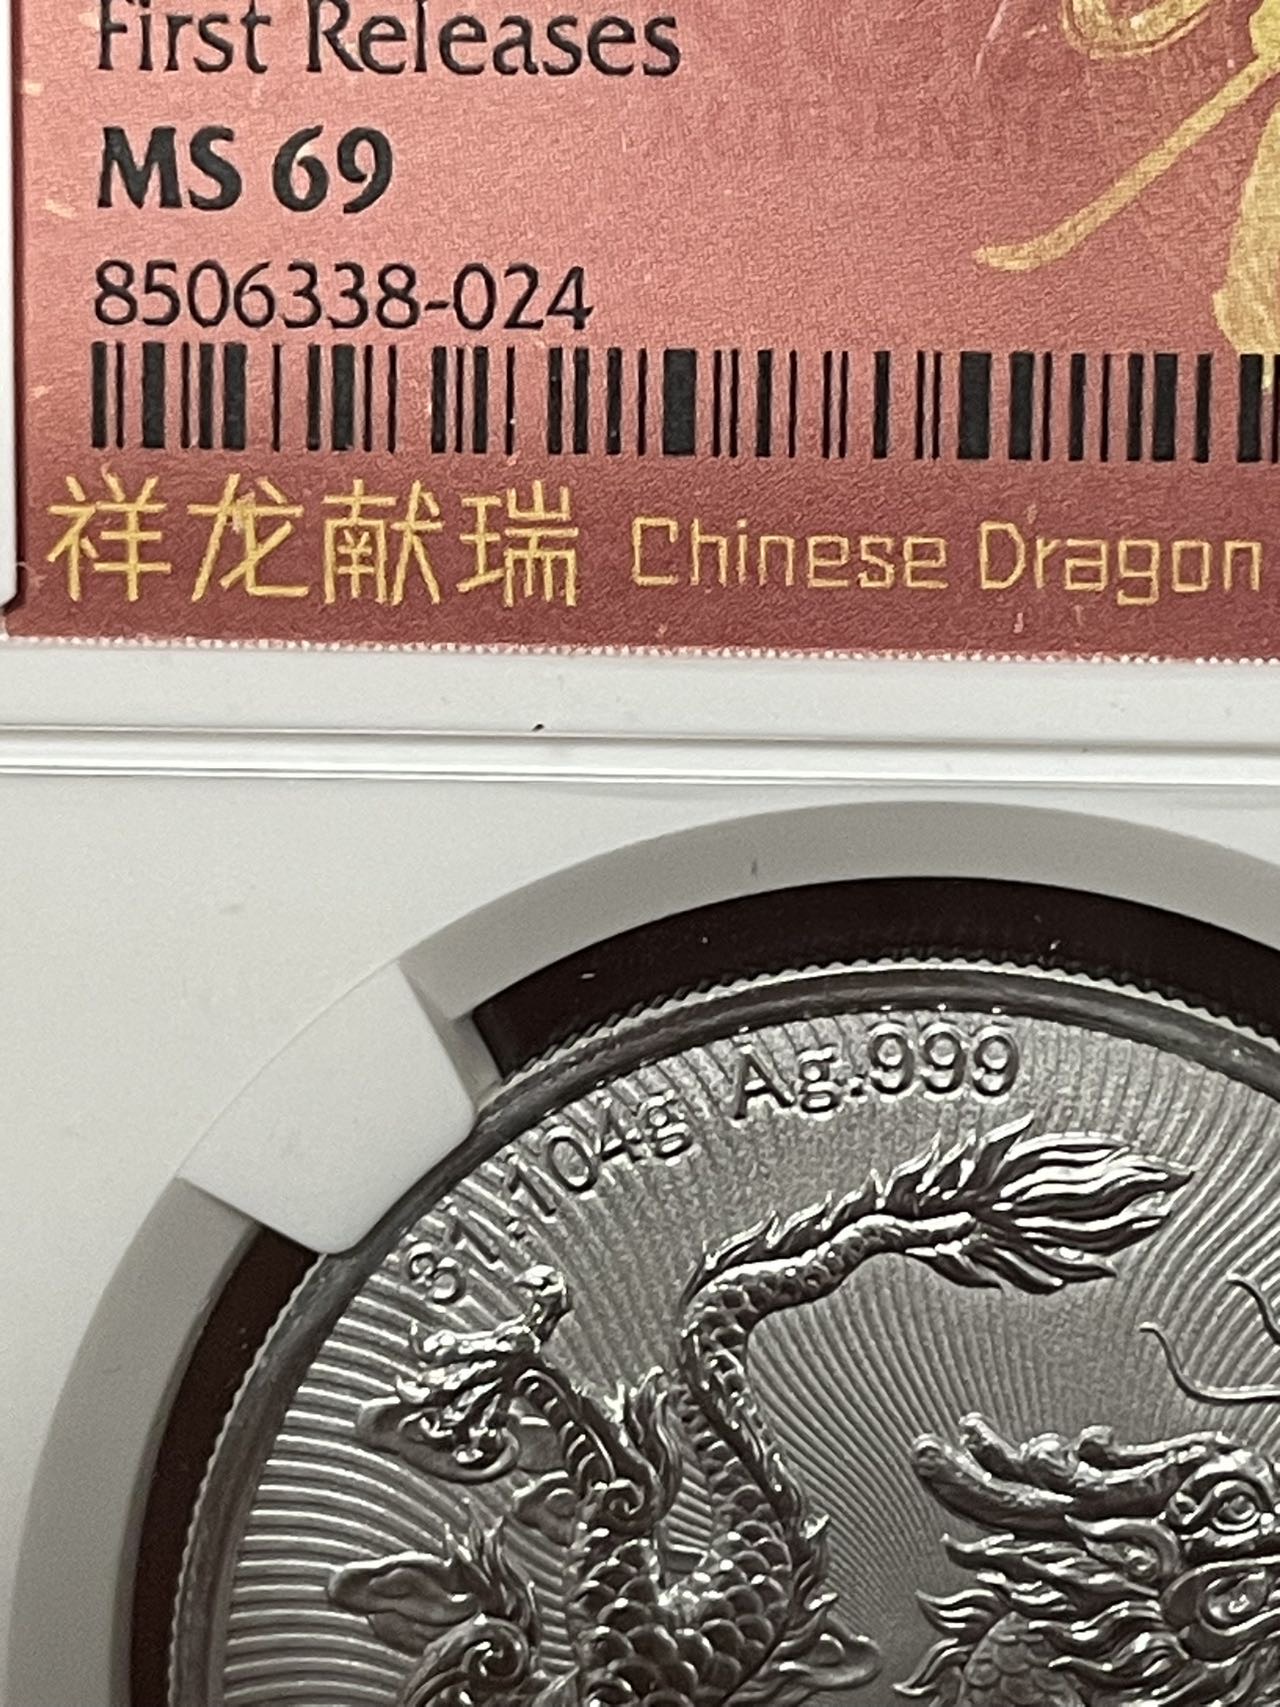 First Releases
MS 69
8506338-024
祥龙献瑞 Chinese Dragon
31.104g Ag.999